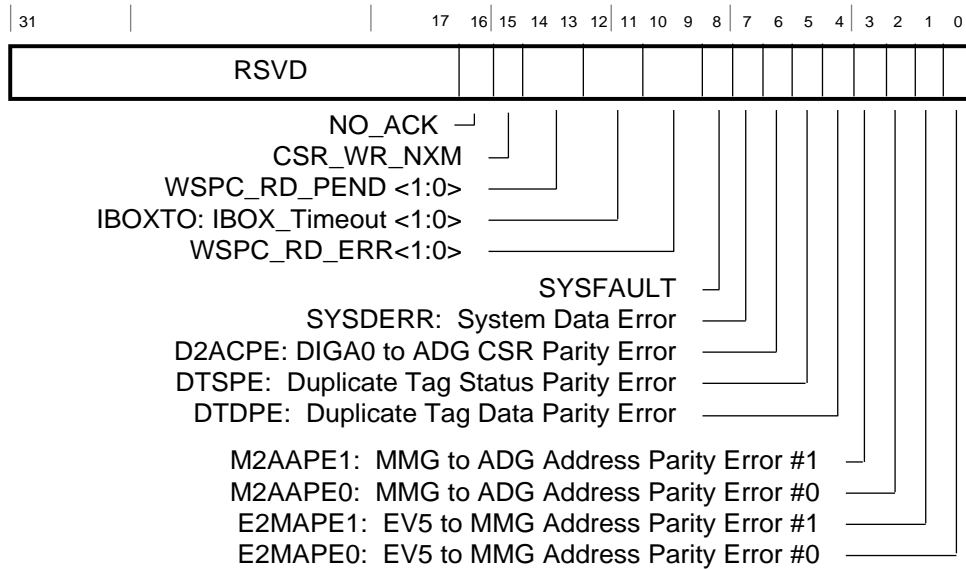 31 17 16 15 14 13 12 11 10 9 8 7 6 5 4 3 2 1 0
RSVD
NO_ACK
CSR_WR_NXM
WSPC_RD_PEND <1:0>
IBOXTO: IBOX_Timeout <1:0>
WSPC_RD_ERR<1:0>
SYSFAULT
SYSDERR: System Data Error
D2ACPE: DIGA0 to ADG CSR Parity Error
DTSPE: Duplicate Tag Status Parity Error
DTDPE: Duplicate Tag Data Parity Error
M2AAPE1: MMG to ADG Address Parity Error #1
M2AAPE0: MMG to ADG Address Parity Error #0
E2MAPE1: EV5 to MMG Address Parity Error #1
E2MAPE0: EV5 to MMG Address Parity Error #0